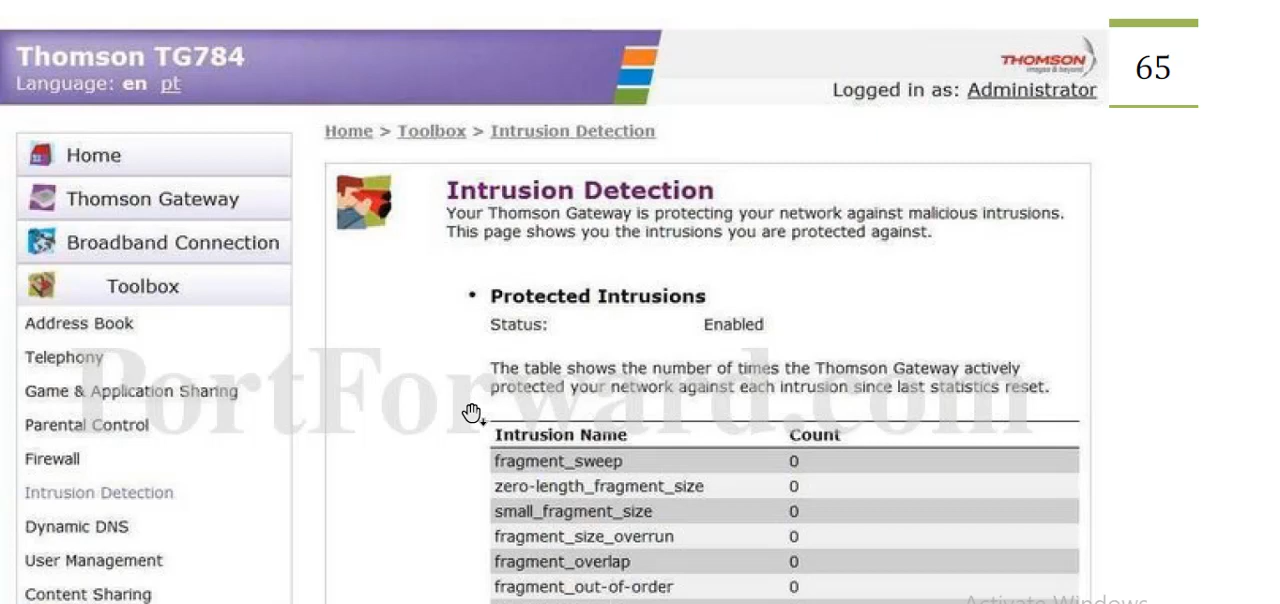 Thomson TG784
Language: en pt
THOMSON
images & beyond
Logged in as: Administrator
65
Home > Toolbox > Intrusion Detection
Home
Thomson Gateway
Broadband Connection
Toolbox
Address Book
Telephony
Game & Application Sharing
Parental Control
Firewall
Intrusion Detection
Dynamic DNS
User Management
Content Sharing
Intrusion Detection
Your Thomson Gateway is protecting your network against malicious intrusions.
This page shows you the intrusions you are protected against.
• Protected Intrusions
Status: Enabled
The table shows the number of times the Thomson Gateway actively
protected your network against each intrusion since last statistics reset.
Intrusion Name Count
fragment_sweep 0
zero-length_fragment_size 0
small_fragment_size 0
fragment_size_overrun 0
fragment_overlap 0
fragment_out-of-order 0
PortForward.com
Activate Windows